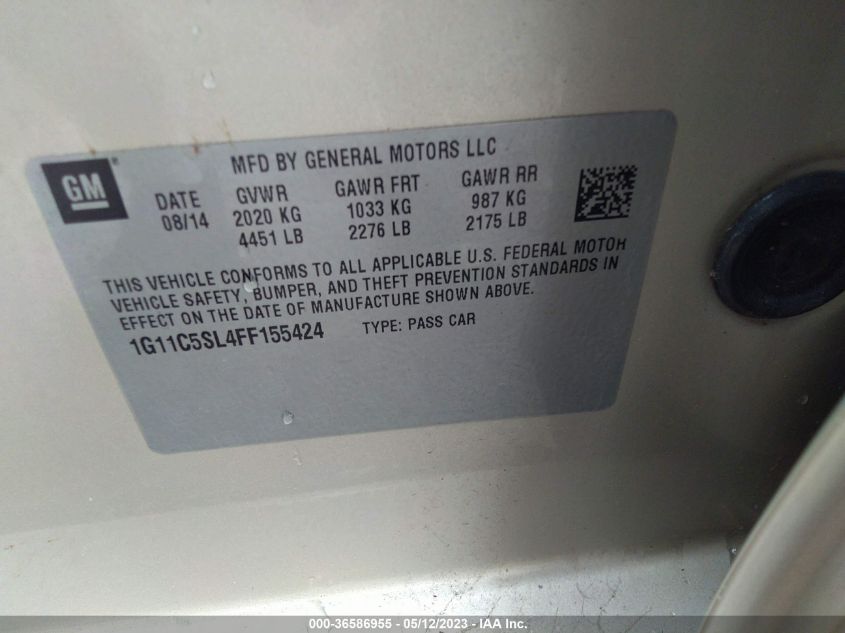 GM®
MFD BY GENERAL MOTORS LLC
DATE GVWR GAWR FRT GAWR RR
08/14 2020 KG 1033 KG 987 KG
4451 LB 2276 LB 2175 LB
THIS VEHICLE CONFORMS TO ALL APPLICABLE U.S. FEDERAL MOTOR
VEHICLE SAFETY, BUMPER, AND THEFT PREVENTION STANDARDS IN
EFFECT ON THE DATE OF MANUFACTURE SHOWN ABOVE.
1G11C5SL4FF155424 TYPE: PASS CAR
000-36586955 - 05/12/2023 - IAA Inc.